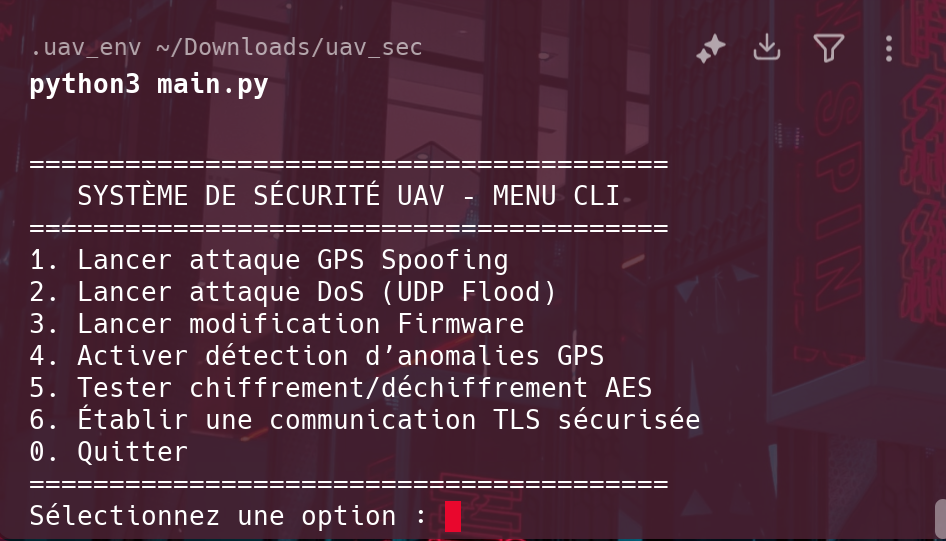 .uav_env ~/Downloads/uav_sec
python3 main.py
========================================
SYSTÈME DE SÉCURITÉ UAV - MENU CLI
========================================
1. Lancer attaque GPS Spoofing
2. Lancer attaque DoS (UDP Flood)
3. Lancer modification Firmware
4. Activer détection d’anomalies GPS
5. Tester chiffrement/déchiffrement AES
6. Établir une communication TLS sécurisée
0. Quitter
========================================
Sélectionnez une option :